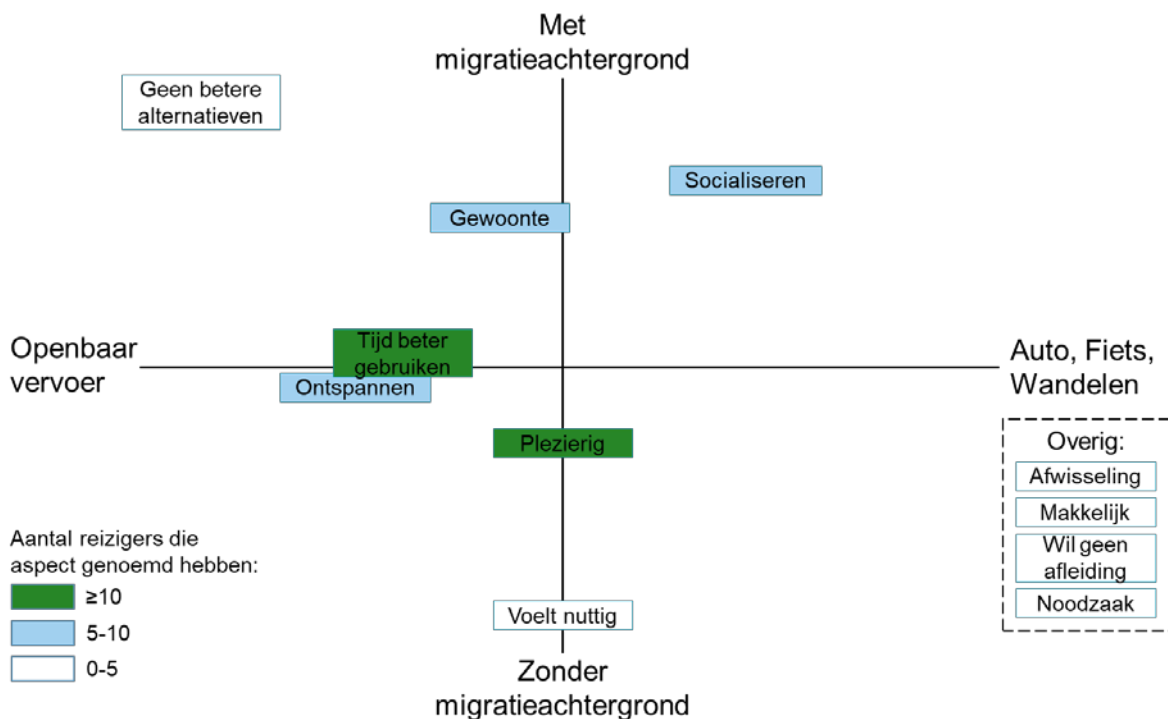 Met
migratieachtergrond
Geen betere
alternatieven
Socialiseren
Gewoonte
Openbaar
vervoer
Tijd beter
gebruiken
Ontspannen
Auto, Fiets,
Wandelen
Plezierig
Overig:
Afwisseling
Makkelijk
Wil geen
afleiding
Noodzaak
Aantal reizigers die
aspect genoemd hebben:
≥10
5-10
0-5
Voelt nuttig
Zonder
migratieachtergrond